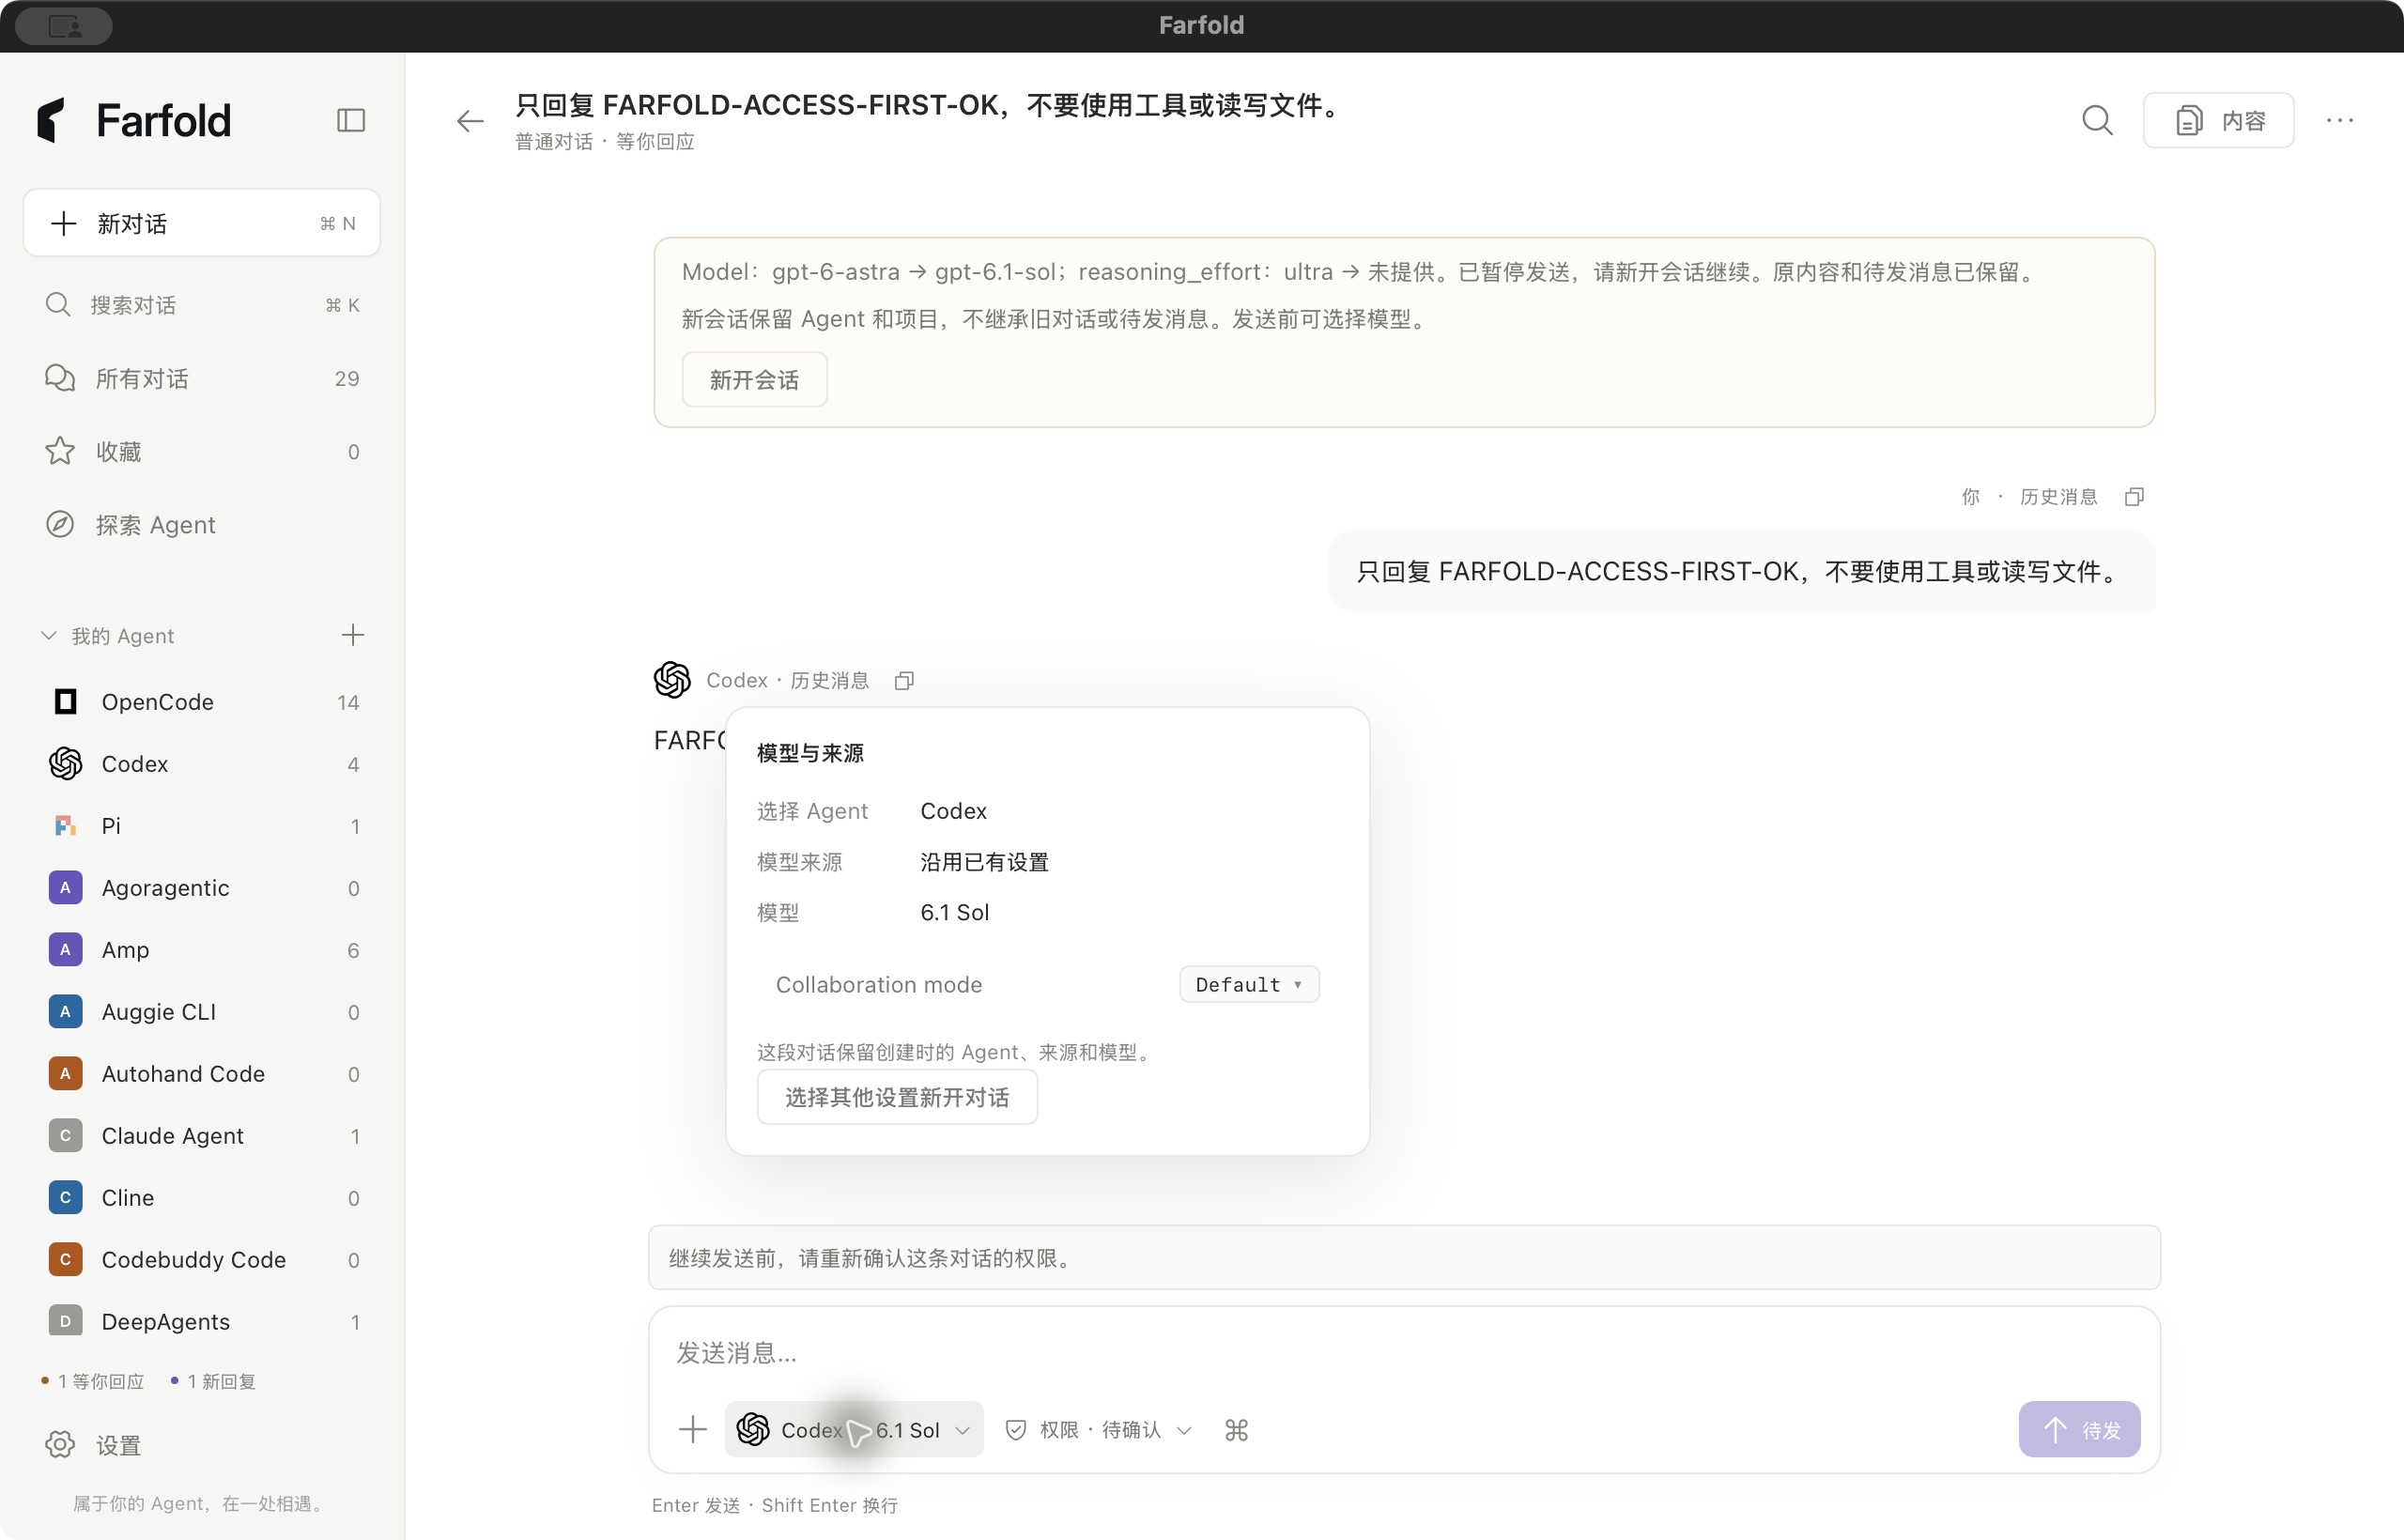 Farfold
Farfold
新对话 ⌘ N
搜索对话 ⌘ K
所有对话 29
收藏 0
探索 Agent
我的 Agent
OpenCode 14
Codex 4
Pi 1
A Agoragentic 0
A Amp 6
A Auggie CLI 0
A Autohand Code 0
C Claude Agent 1
C Cline 0
C Codebuddy Code 0
D DeepAgents 1
1 等你回应 1 新回复
设置
属于你的 Agent，在一处相遇。
只回复 FARFOLD-ACCESS-FIRST-OK，不要使用工具或读写文件。
普通对话 · 等你回应
内容
Model：gpt-6-astra → gpt-6.1-sol；reasoning_effort：ultra → 未提供。已暂停发送，请新开会话继续。原内容和待发消息已保留。
新会话保留 Agent 和项目，不继承旧对话或待发消息。发送前可选择模型。
新开会话
你 · 历史消息
只回复 FARFOLD-ACCESS-FIRST-OK，不要使用工具或读写文件。
Codex · 历史消息
FARF
模型与来源
选择 Agent Codex
模型来源 沿用已有设置
模型 6.1 Sol
Collaboration mode Default
这段对话保留创建时的 Agent、来源和模型。
选择其他设置新开对话
继续发送前，请重新确认这条对话的权限。
发送消息...
Codex 6.1 Sol 权限 · 待确认 ⌘ 待发
Enter 发送 · Shift Enter 换行